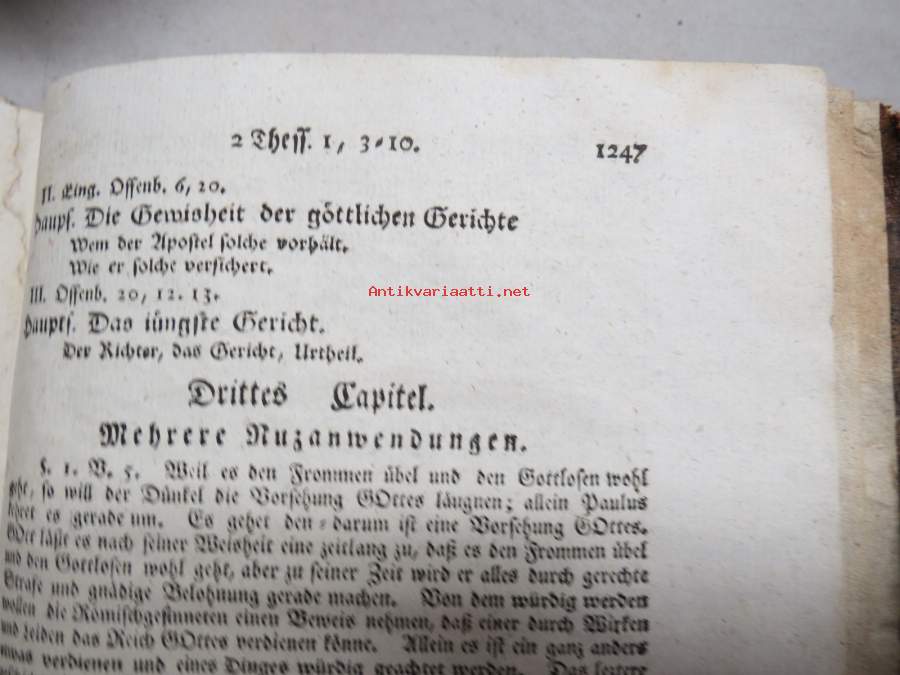 2 Thess. 1, 3-10.
1247
II. Eing. Offenb. 6, 20.
Haupts. Die Gewisheit der göttlichen Gerichte
Wem der Apostel solche vorhält.
Wie er solche versichert.
III. Offenb. 20, 12. 13.
Haupts. Das iüngste Gericht.
Der Richter, das Gericht, Urtheil.
Antikvariaatti.net
Drittes Capitel.
Mehrere Nuzanwendungen.
§. 1. V. 5. Weil es den Frommen übel und den Gottlosen wohl
geht, so will der Dünkel die Vorsehung GOttes läugnen; allein Paulus
kehret es gerade um. Es gehet den - darum ist eine Vorsehung GOttes.
GOtt läßt es nach seiner Weisheit eine zeitlang zu, daß es den Frommen übel
und den Gottlosen wohl geht, aber zu seiner Zeit wird er alles durch gerechte
Strafe und gnädige Belohnung gerade machen. Von dem würdig werden
wollen die Römischgesinneten einen Beweis nehmen, daß einer durch Wirken
und Leiden das Reich GOttes verdienen könne. Allein es ist ein ganz anders
etwas verdienen und eines Dinges würdig geachtet werden. Das leztere